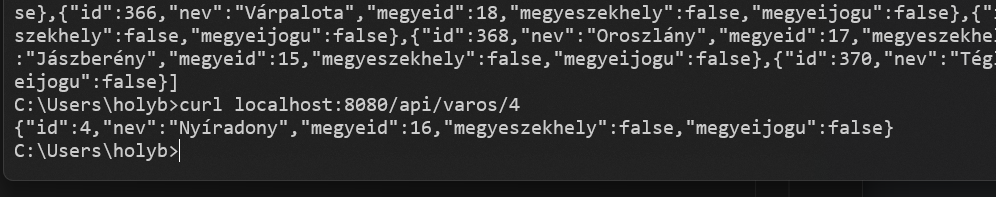 se},{"id":366,"nev":"Várpalota","megyeid":18,"megyeszekhely":false,"megyeijogu":false},{"
szekhely":false,"megyeijogu":false},{"id":368,"nev":"Oroszlány","megyeid":17,"megyeszekhe
:"Jászberény","megyeid":15,"megyeszekhely":false,"megyeijogu":false},{"id":370,"nev":"Tégl
eijogu":false}]
C:\Users\holyb>curl localhost:8080/api/varos/4
{"id":4,"nev":"Nyíradony","megyeid":16,"megyeszekhely":false,"megyeijogu":false}
C:\Users\holyb>